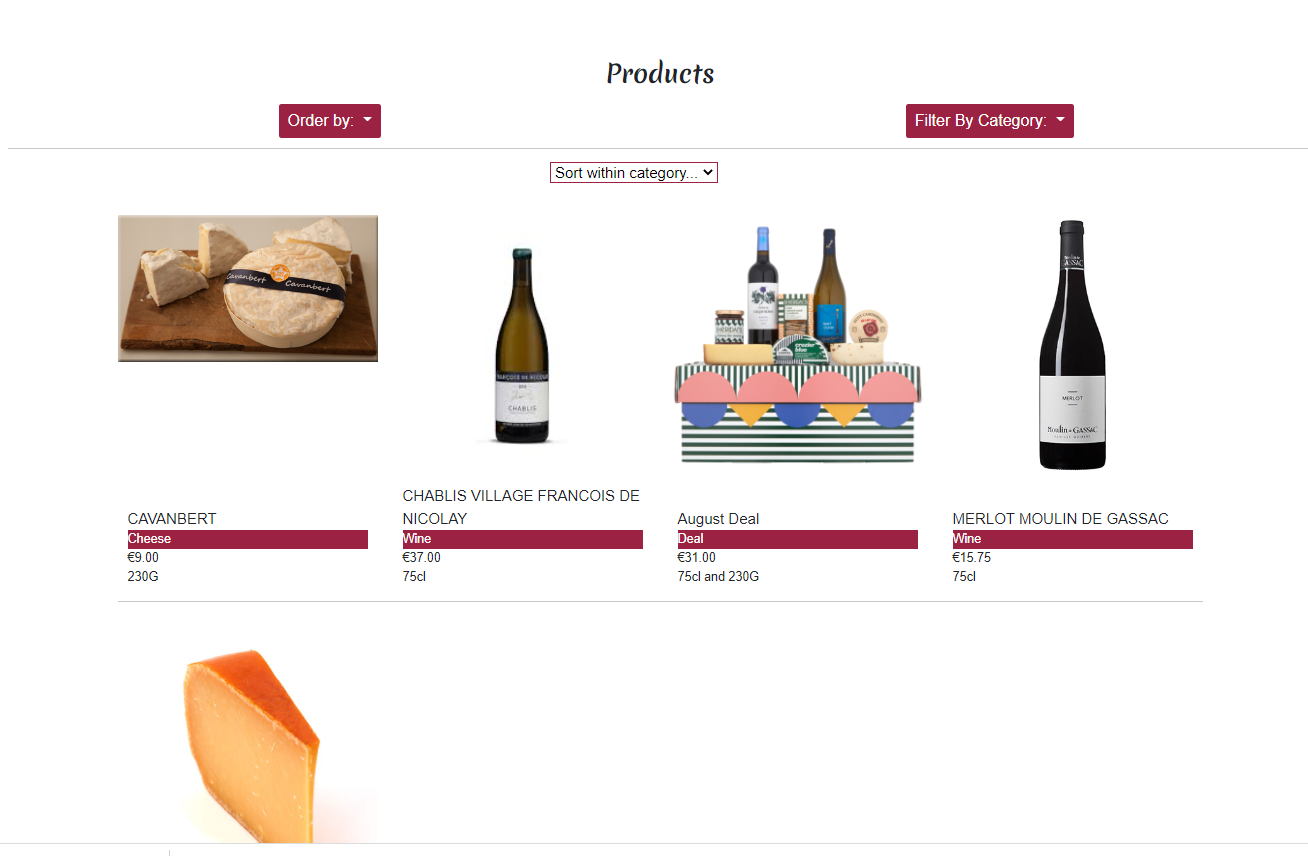 Products
Order by:
Filter By Category:
Sort within category...
Cavanbert
Cavanbert
CHABLIS
MERLOT
Moulin de GASSAC
CAVANBERT
Cheese
€9.00
230G
CHABLIS VILLAGE FRANCOIS DE
NICOLAY
Wine
€37.00
75cl
August Deal
Deal
€31.00
75cl and 230G
MERLOT MOULIN DE GASSAC
Wine
€15.75
75cl